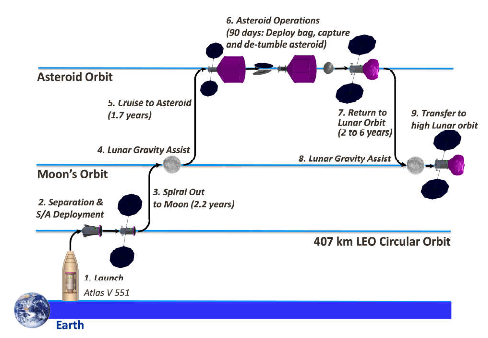 6. Asteroid Operations
(90 days: Deploy bag, capture
and de-tumble asteroid)
Asteroid Orbit
5. Cruise to Asteroid
(1.7 years)
7. Return to
Lunar Orbit
(2 to 6 years)
9. Transfer to
high Lunar orbit
4. Lunar Gravity Assist
8. Lunar Gravity Assist
Moon's Orbit
2. Separation &
S/A Deployment
3. Spiral Out
to Moon (2.2 years)
407 km LEO Circular Orbit
1. Launch
Atlas V 551
Earth